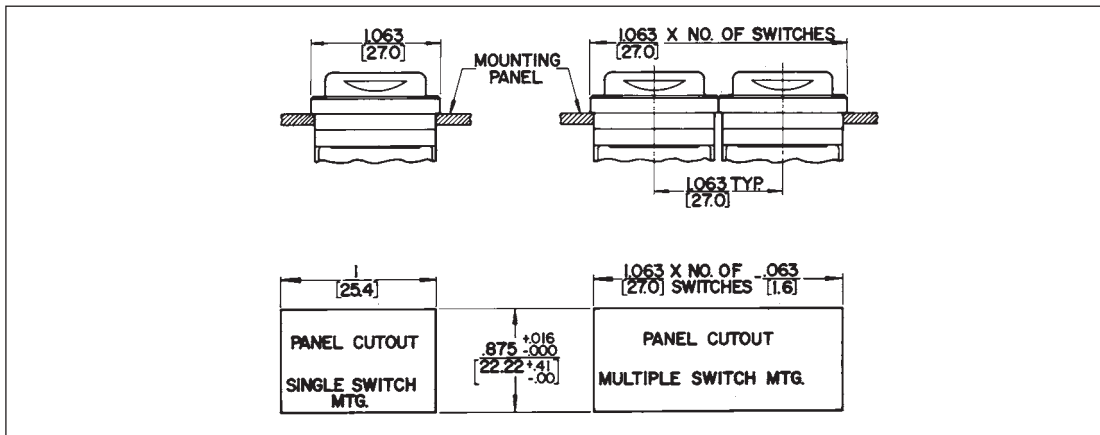 1.063
[27.0]
MOUNTING
PANEL
1.063 X NO. OF SWITCHES
[27.0]
1.063 TYP.
[27.0]
1
[25.4]
PANEL CUTOUT
SINGLE SWITCH
MTG.
.875 +.016 -.000
[22.22 +.41 -.00]
1.063 X NO. OF - .063
[27.0] SWITCHES [1.6]
PANEL CUTOUT
MULTIPLE SWITCH MTG.